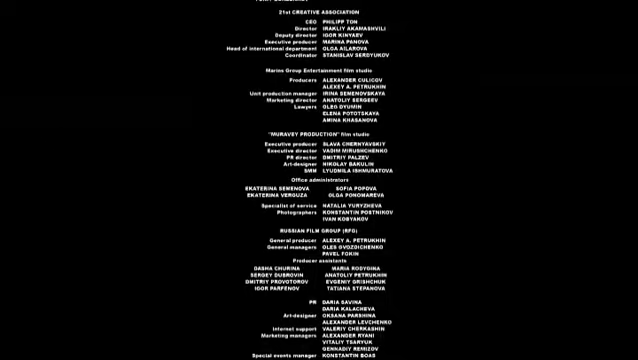 21st CREATIVE ASSOCIATION
CEO PHILIPP TON
Director IRAKLIY AKAMASHVILI
Deputy director IGOR KINYAEV
Executive producer MARINA PANOVA
Head of international department OLGA AILAROVA
Coordinator STANISLAV SERDYUKOV
Marins Group Entertainment film studio
Producers ALEXANDER CULICOV
ALEXEY A. PETRUKHIN
Unit production manager IRINA SEMENOVSKAYA
Marketing director ANATOLIY SERGEEV
Lawyers OLEG DYUMIN
ELENA POTOTSKAYA
AMINA KHASANOVA
"MURAVEY PRODUCTION" film studio
Executive producer SLAVA CHERNYAVSKIY
Executive director VADIM MIRUSHCHENKO
PR director DMITRIY PALZEV
Art-designer NIKOLAY BAKULIN
SMM LYUDMILA ISHMURATOVA
Office administrators
EKATERINA SEMENOVA SOFIA POPOVA
EKATERINA VERGUZA OLGA PONOMAREVA
Specialist of service NATALIA YURYZHEVA
Photographers KONSTANTIN POSTNIKOV
IVAN KOBYAKOV
RUSSIAN FILM GROUP (RFG)
General producer ALEXEY A. PETRUKHIN
General managers OLES GVOZGICHENKO
PAVEL FOKIN
Producer assistants
DASHA CHURINA MARIA RODYGINA
SERGEY DUBROVIN ANATOLIY PETRUKHIN
DMITRIY PROVOTOROV EVGENIY GRISHCHUK
IGOR PARFENOV TATIANA STEPANOVA
PR DARIA SAVINA
DARIA KALACHEVA
Art-designer OKSANA PARSHINA
ALEXANDER LEVCHENKO
Internet support VALERIY CHERKASHIN
Marketing managers ALEXANDER RYANI
VITALIY TSARYUK
GENNADIY REMIZOV
Special events manager KONSTANTIN BOAS